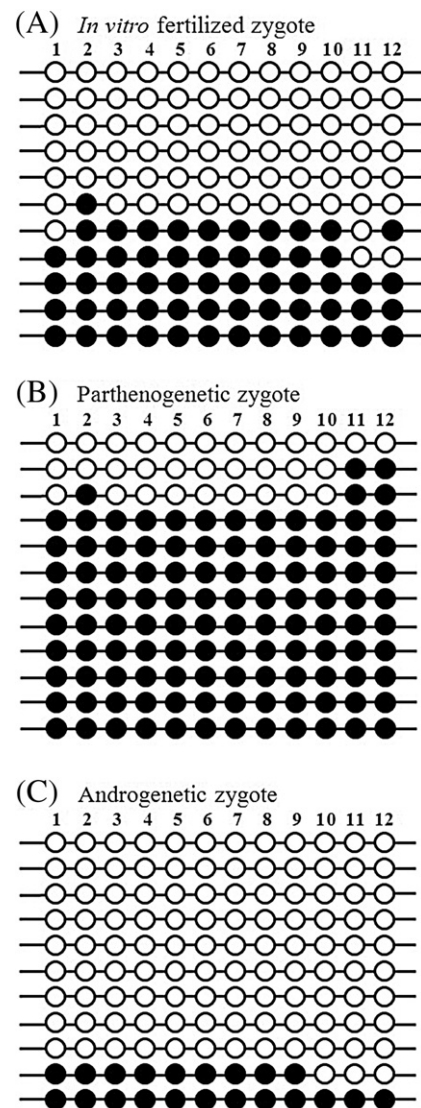 (A) In vitro fertilized zygote
1 2 3 4 5 6 7 8 9 10 11 12
(B) Parthenogenetic zygote
1 2 3 4 5 6 7 8 9 10 11 12
(C) Androgenetic zygote
1 2 3 4 5 6 7 8 9 10 11 12